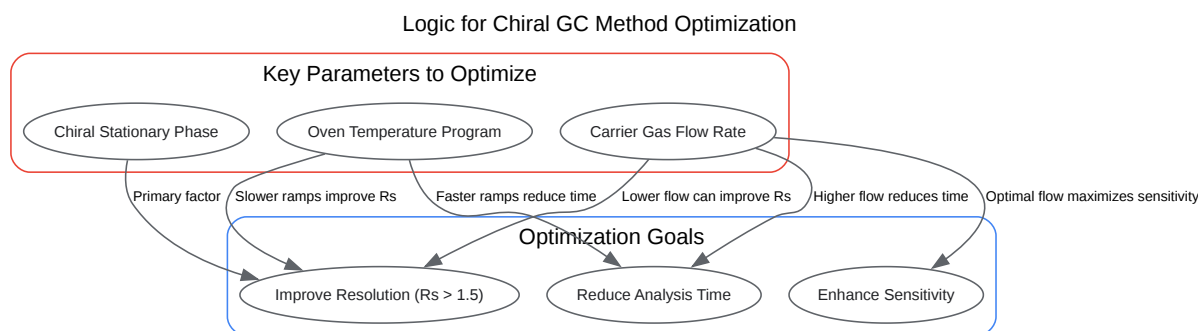 Logic for Chiral GC Method Optimization
Key Parameters to Optimize
Chiral Stationary Phase
Oven Temperature Program
Carrier Gas Flow Rate
Primary factor
Slower ramps improve Rs
Faster ramps reduce time
Lower flow can improve Rs
Higher flow reduces time
Optimal flow maximizes sensitivity
Optimization Goals
Improve Resolution (Rs > 1.5)
Reduce Analysis Time
Enhance Sensitivity